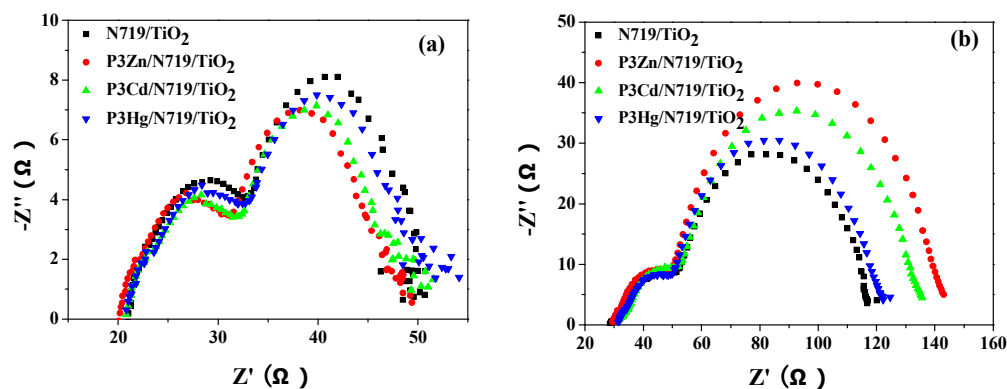 (a)
N719/TiO2
P3Zn/N719/TiO2
P3Cd/N719/TiO2
P3Hg/N719/TiO2
-Z'' (Ω)
10
8
6
4
2
0
20 30 40 50
Z' (Ω)
(b)
N719/TiO2
P3Zn/N719/TiO2
P3Cd/N719/TiO2
P3Hg/N719/TiO2
-Z'' (Ω)
50
40
30
20
10
0
20 40 60 80 100 120 140 160
Z' (Ω)